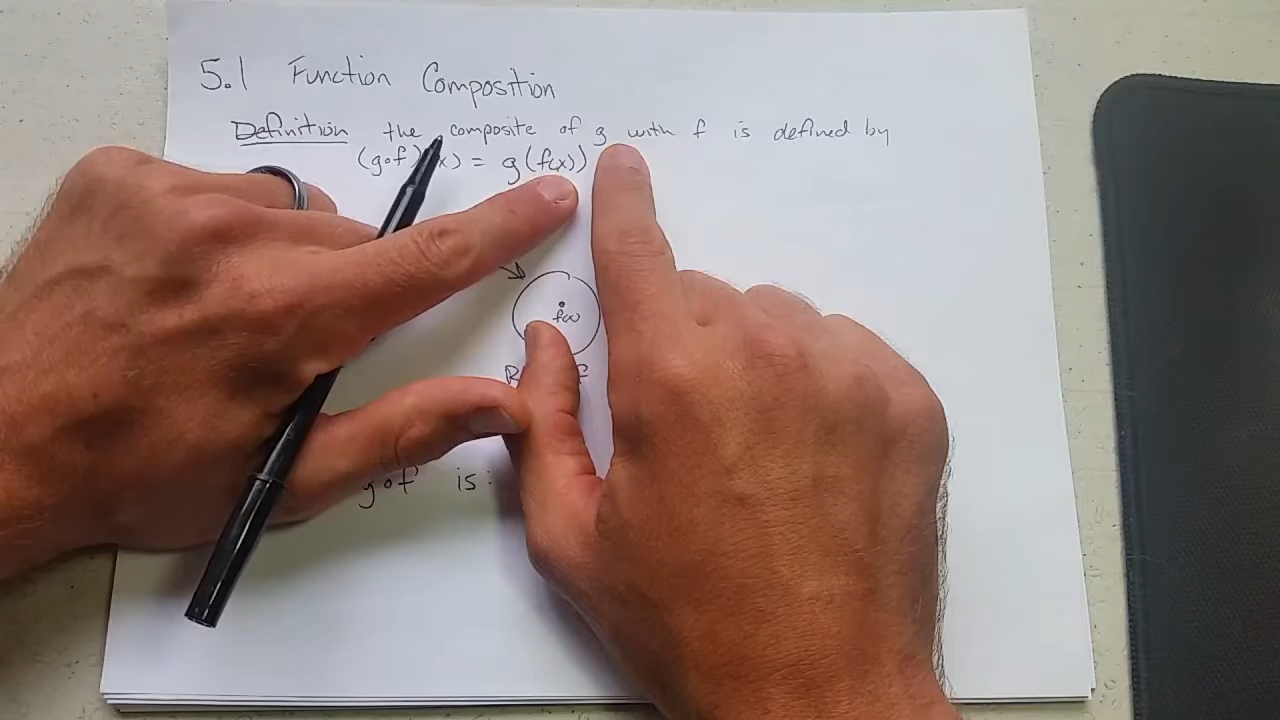 5.1 Function Composition
Definition the composite of g with f is defined by
(g∘f) x) = g(f(x))
f(x)
f
g∘f is: